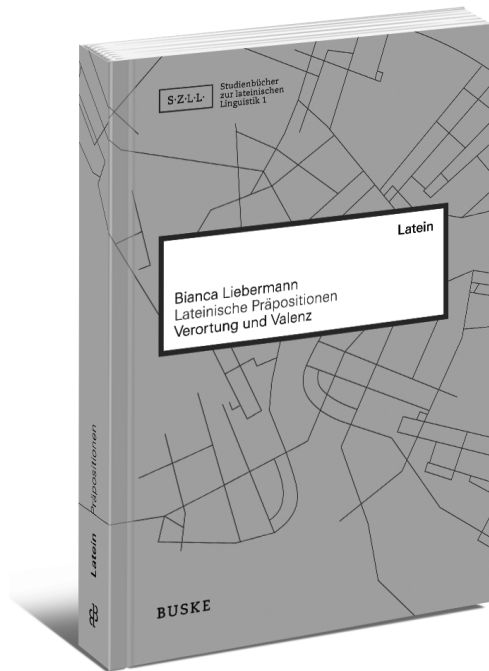 S·Z·L·L·
Studienbücher
zur lateinischen
Linguistik 1
Latein
Bianca Liebermann
Lateinische Präpositionen
Verortung und Valenz
BUSKE
Latein Präpositionen